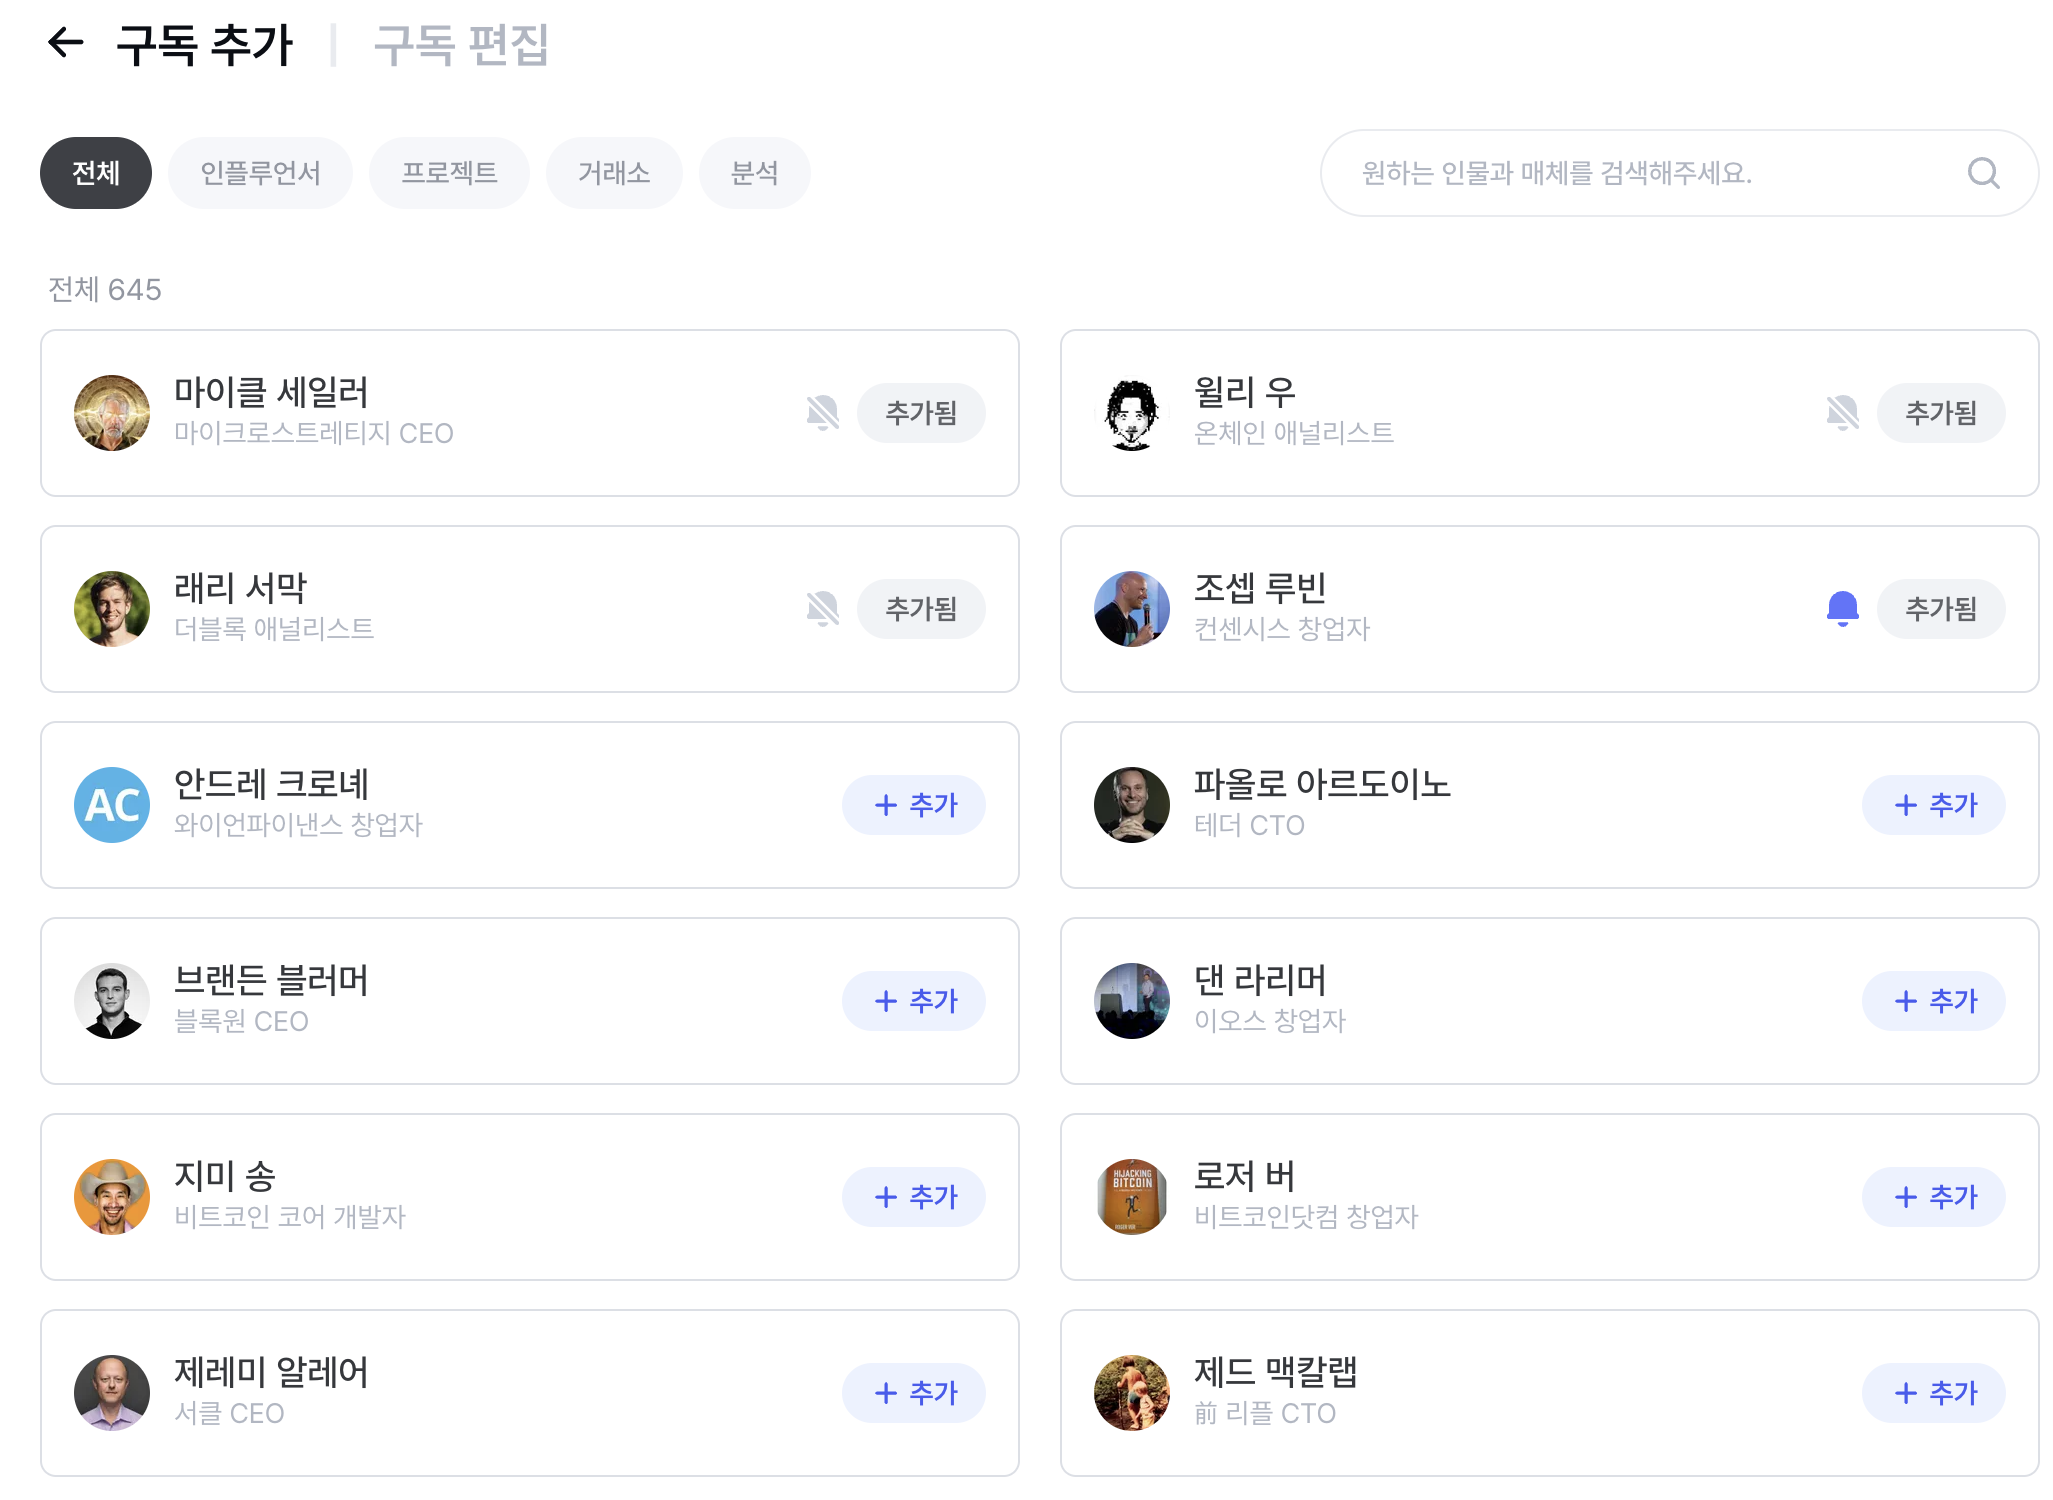 구독 추가
구독 편집
전체
인플루언서
프로젝트
거래소
분석
원하는 인물과 매체를 검색해주세요.
전체 645
마이클 세일러
마이크로스트레티지 CEO
추가됨
윌리 우
온체인 애널리스트
추가됨
래리 서막
더블록 애널리스트
추가됨
조셉 루빈
컨센시스 창업자
추가됨
AC
안드레 크로녜
와이언파이낸스 창업자
+ 추가
파올로 아르도이노
테더 CTO
+ 추가
브랜든 블러머
블록원 CEO
+ 추가
댄 라리머
이오스 창업자
+ 추가
지미 송
비트코인 코어 개발자
+ 추가
HIJACKING
BITCOIN
로저 버
비트코인닷컴 창업자
+ 추가
제레미 알레어
서클 CEO
+ 추가
제드 맥칼랩
前 리플 CTO
+ 추가